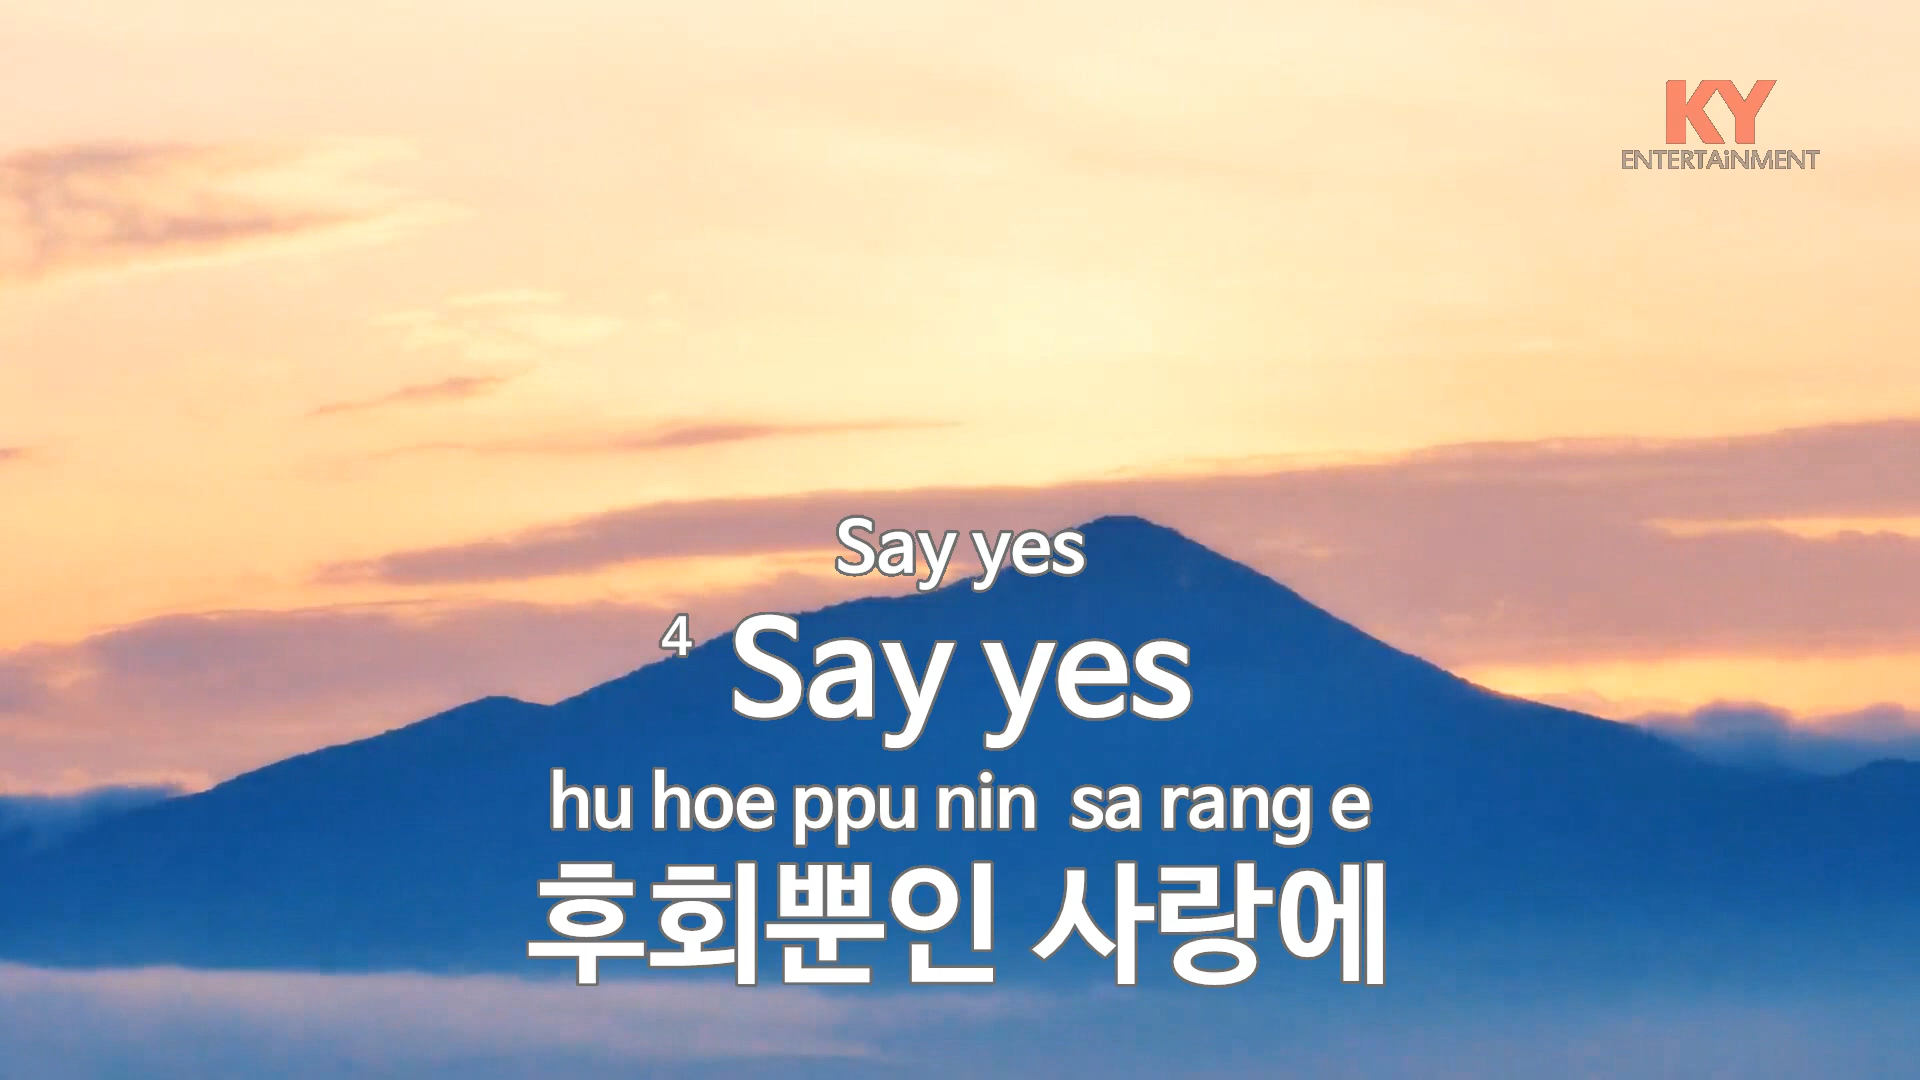 KY
ENTERTAiNMENT
Say yes
4 Say yes
hu hoe ppu nin sa rang e
후회뿐인 사랑에